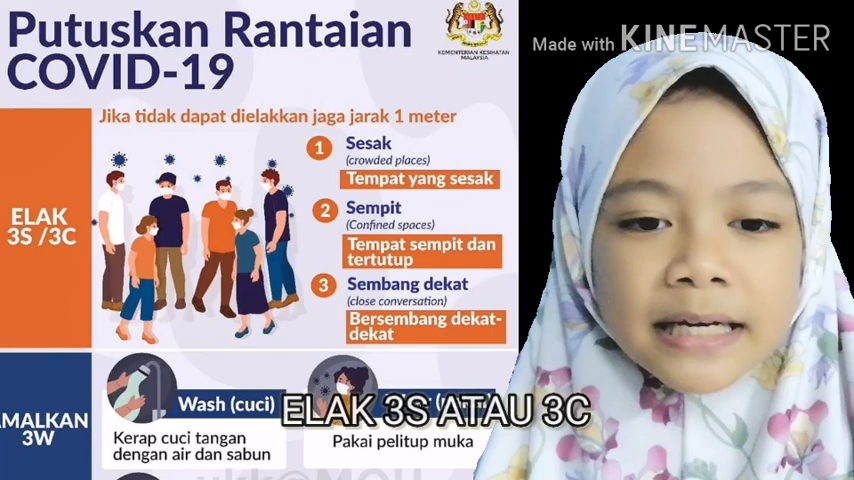 Putuskan Rantaian
COVID-19
KEMENTERIAN KESIHATAN
MALAYSIA
Made with KINEMASTER
Jika tidak dapat dielakkan jaga jarak 1 meter
ELAK
3S /3C
1 Sesak
(crowded places)
Tempat yang sesak
2 Sempit
(Confined spaces)
Tempat sempit dan
tertutup
3 Sembang dekat
(close conversation)
Bersembang dekat-
dekat
AMALKAN
3W
Wash (cuci)
ELAK 3S ATAU 3C
Kerap cuci tangan
dengan air dan sabun
Pakai pelitup muka